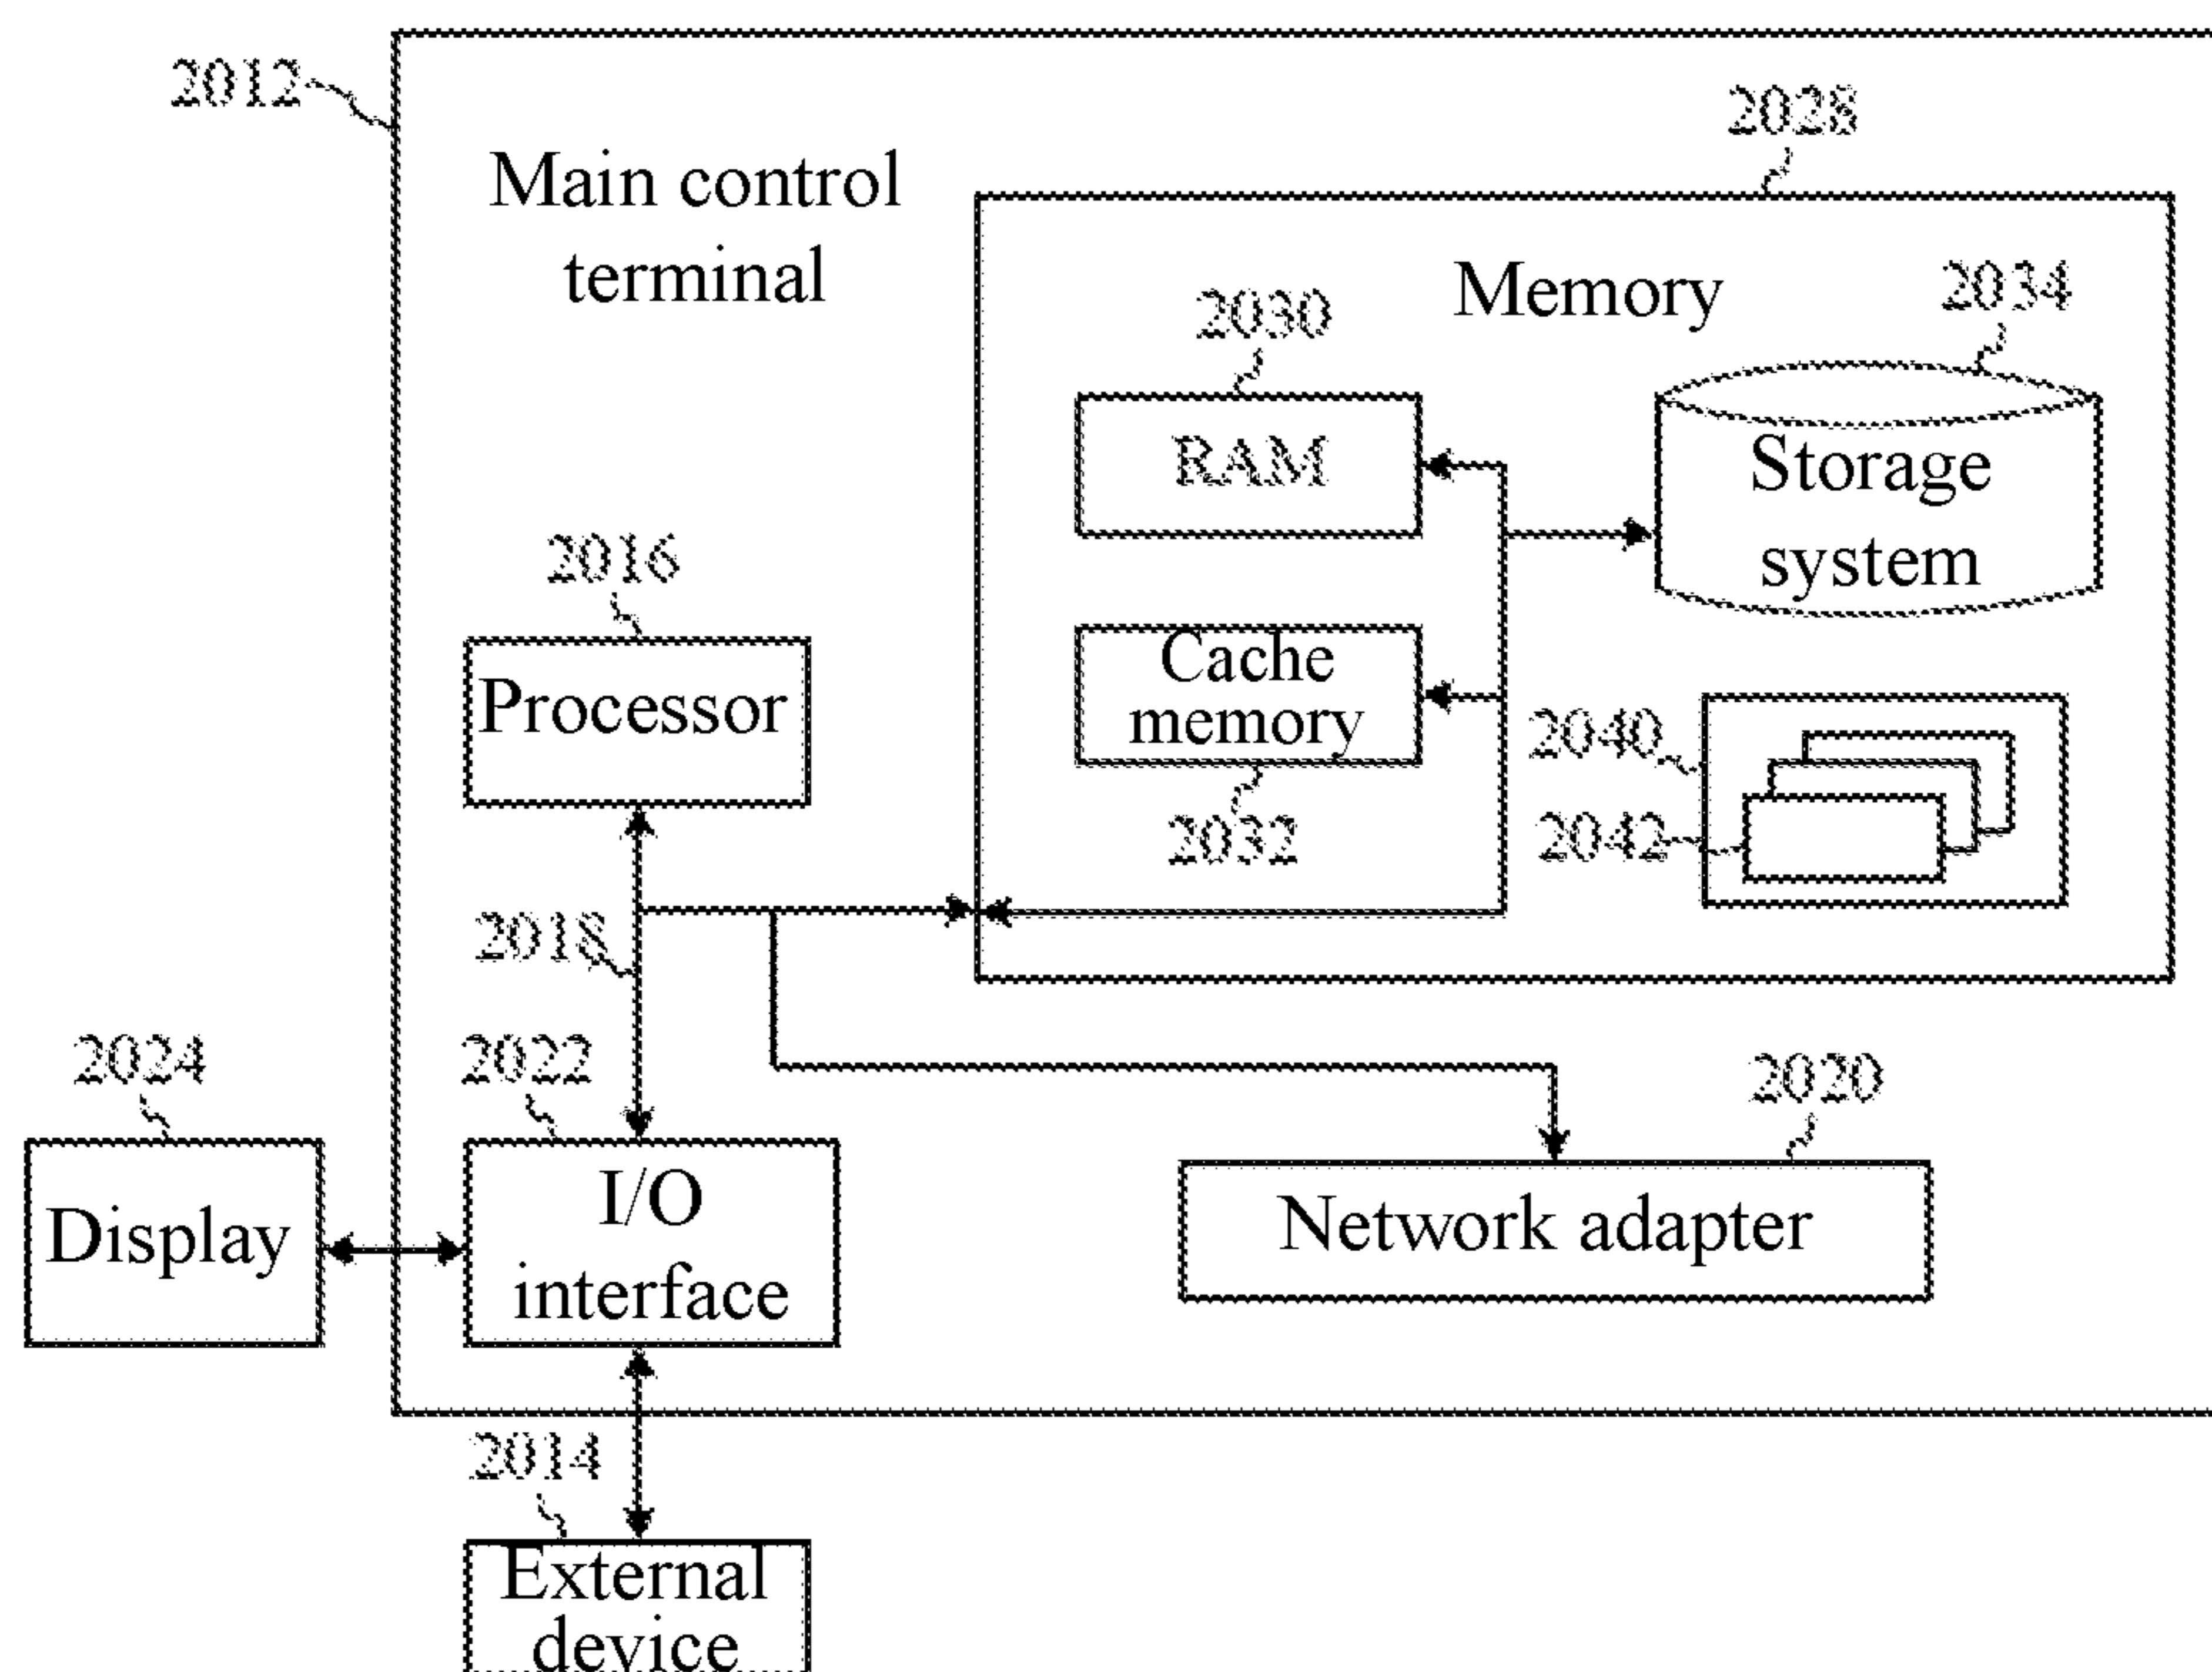 2012
2028
Main control
terminal
Memory
2034
2030
RAM
Storage
system
2016
Processor
Cache
memory
2040
2032
2042
2018
2024
2022
2020
Display
I/O
interface
Network adapter
2014
External
device